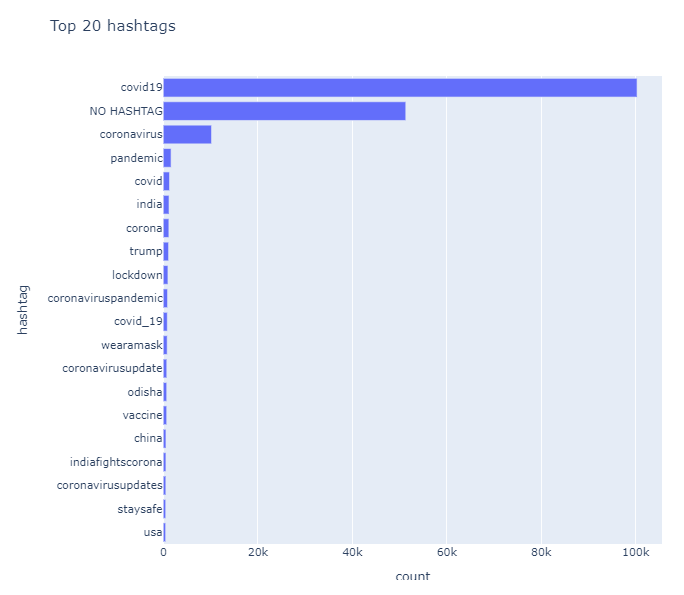 Top 20 hashtags
hashtag
covid19
NO HASHTAG
coronavirus
pandemic
covid
india
corona
trump
lockdown
coronaviruspandemic
covid_19
wearamask
coronavirusupdate
odisha
vaccine
china
indiafightscorona
coronavirusupdates
staysafe
usa
0 20k 40k 60k 80k 100k
count